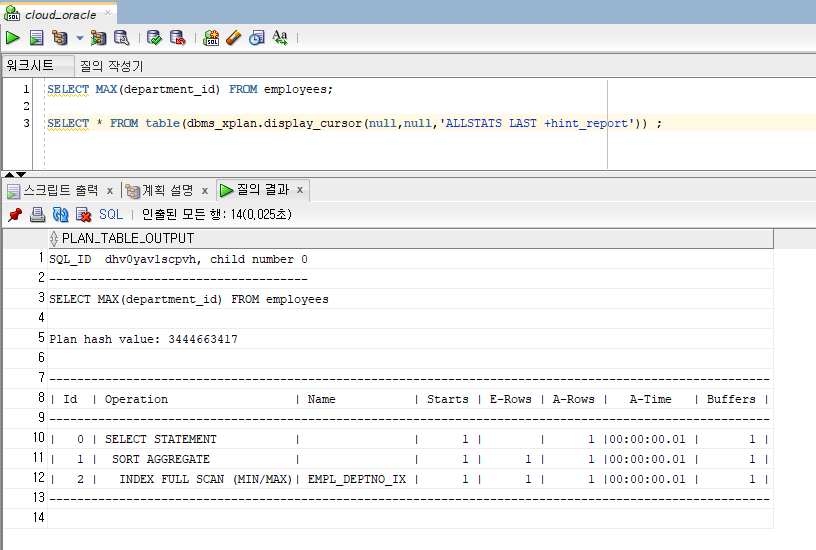 cloud_oracle
워크시트 질의 작성기
1 SELECT MAX(department_id) FROM employees;
2
3 SELECT * FROM table(dbms_xplan.display_cursor(null,null,'ALLSTATS LAST +hint_report')) ;
스크립트 출력 x 계획 설명 x 질의 결과 x
SQL | 인출된 모든 행: 14(0,025초)
PLAN_TABLE_OUTPUT
1 SQL_ID  dhv0yav1scpvh, child number 0
2 -------------------------------------
3 SELECT MAX(department_id) FROM employees
4
5 Plan hash value: 3444663417
6
7 -------------------------------------------------------------------------------------------------------
8 | Id  | Operation                  | Name           | Starts | E-Rows | A-Rows |   A-Time   | Buffers |
9 -------------------------------------------------------------------------------------------------------
10 |   0 | SELECT STATEMENT           |                |      1 |        |      1 |00:00:00.01 |       1 |
11 |   1 |  SORT AGGREGATE            |                |      1 |      1 |      1 |00:00:00.01 |       1 |
12 |   2 |   INDEX FULL SCAN (MIN/MAX)| EMPL_DEPTNO_IX |      1 |      1 |      1 |00:00:00.01 |       1 |
13 -------------------------------------------------------------------------------------------------------
14